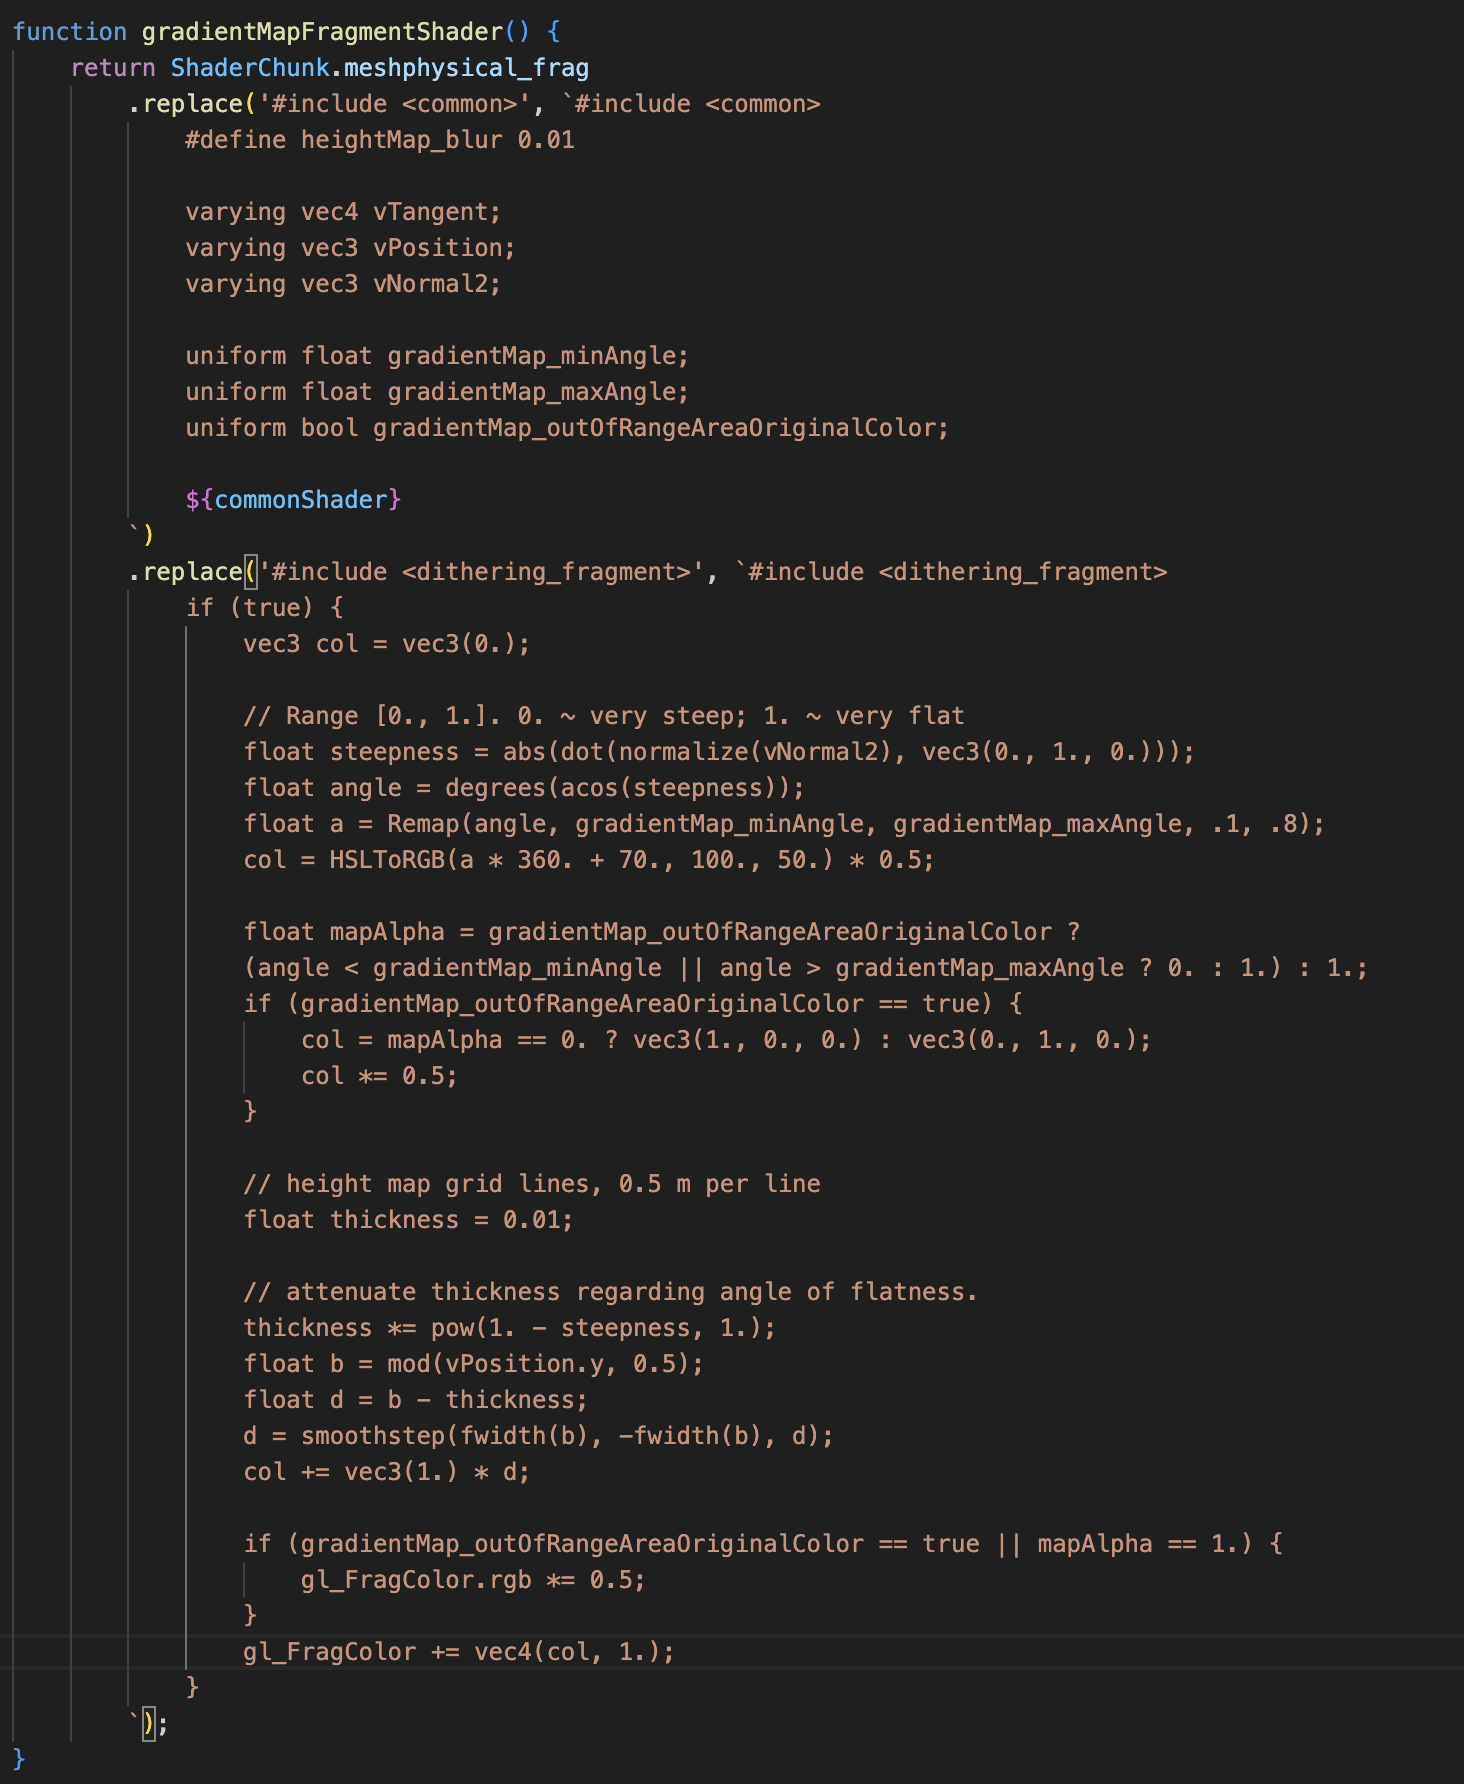 function gradientMapFragmentShader() {
    return ShaderChunk.meshphysical_frag
        .replace('#include <common>', `#include <common>
            #define heightMap_blur 0.01

            varying vec4 vTangent;
            varying vec3 vPosition;
            varying vec3 vNormal2;

            uniform float gradientMap_minAngle;
            uniform float gradientMap_maxAngle;
            uniform bool gradientMap_outOfRangeAreaOriginalColor;

            ${commonShader}
        `)
        .replace('#include <dithering_fragment>', `#include <dithering_fragment>
            if (true) {
                vec3 col = vec3(0.);

                // Range [0., 1.]. 0. ~ very steep; 1. ~ very flat
                float steepness = abs(dot(normalize(vNormal2), vec3(0., 1., 0.)));
                float angle = degrees(acos(steepness));
                float a = Remap(angle, gradientMap_minAngle, gradientMap_maxAngle, .1, .8);
                col = HSLToRGB(a * 360. + 70., 100., 50.) * 0.5;

                float mapAlpha = gradientMap_outOfRangeAreaOriginalColor ?
                (angle < gradientMap_minAngle || angle > gradientMap_maxAngle ? 0. : 1.) : 1.;
                if (gradientMap_outOfRangeAreaOriginalColor == true) {
                    col = mapAlpha == 0. ? vec3(1., 0., 0.) : vec3(0., 1., 0.);
                    col *= 0.5;
                }

                // height map grid lines, 0.5 m per line
                float thickness = 0.01;

                // attenuate thickness regarding angle of flatness.
                thickness *= pow(1. - steepness, 1.);
                float b = mod(vPosition.y, 0.5);
                float d = b - thickness;
                d = smoothstep(fwidth(b), -fwidth(b), d);
                col += vec3(1.) * d;

                if (gradientMap_outOfRangeAreaOriginalColor == true || mapAlpha == 1.) {
                    gl_FragColor.rgb *= 0.5;
                }
                gl_FragColor += vec4(col, 1.);
            }
        `);
}